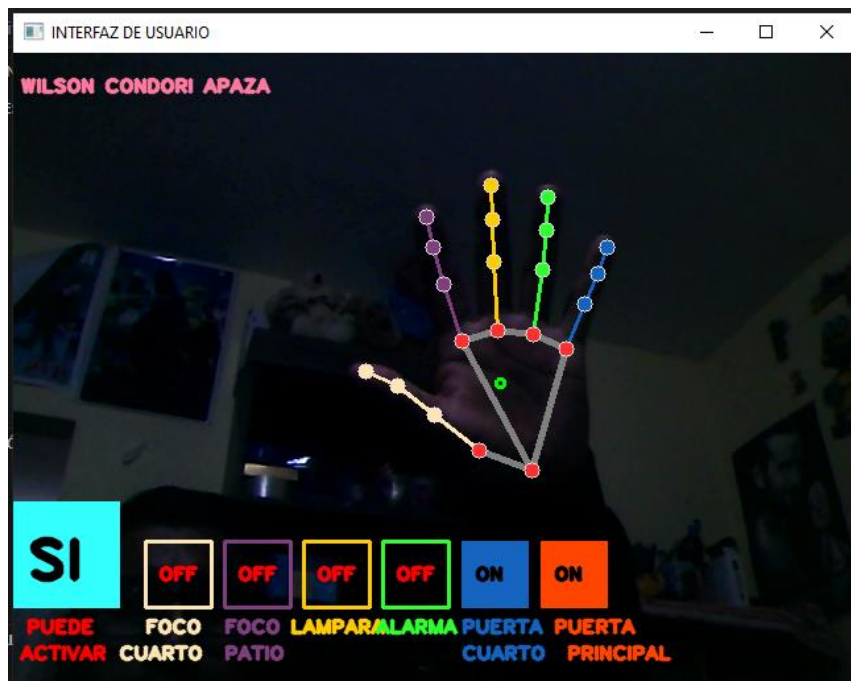 INTERFAZ DE USUARIO
WILSON CONDORI APAZA
SI
OFF
OFF
OFF
OFF
ON
ON
PUEDE ACTIVAR
FOCO CUARTO
FOCO PATIO
LAMPARA
ALARMA
PUERTA CUARTO
PUERTA PRINCIPAL